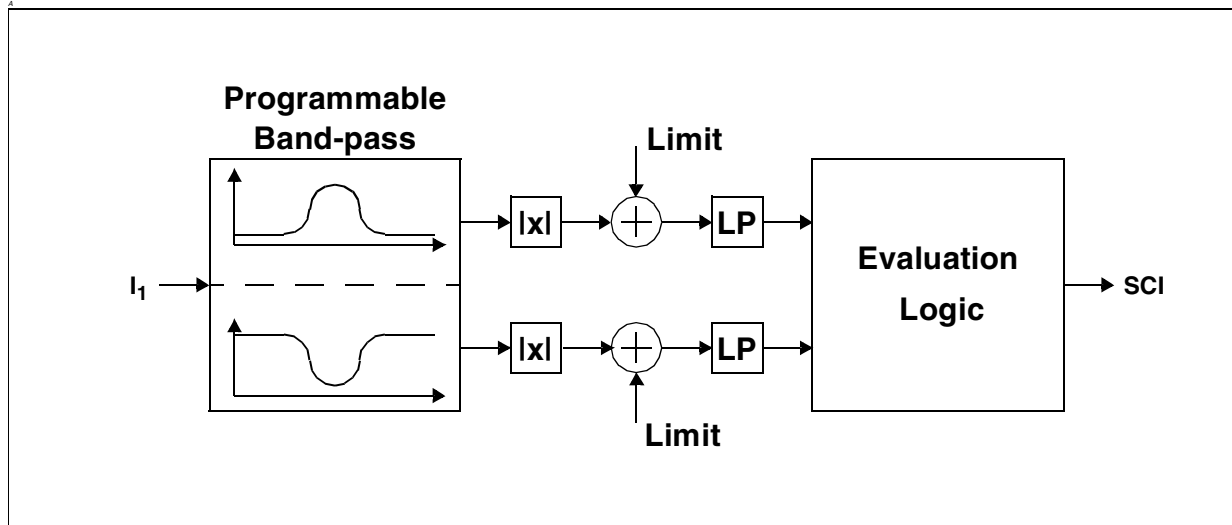 A
Programmable
Band-pass
Limit
|x|
LP
Evaluation
Logic
I1
SCI
|x|
LP
Limit